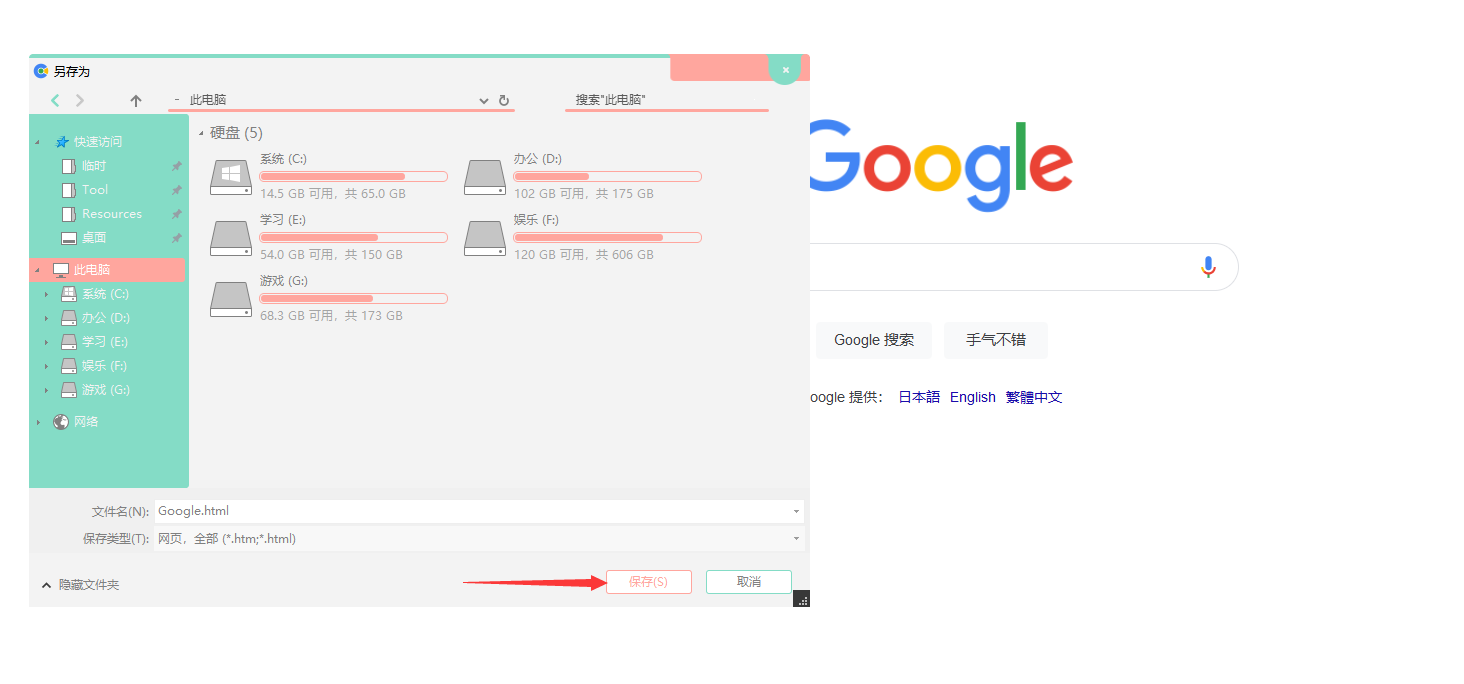 另存为
此电脑
搜索"此电脑"
快速访问
临时
Tool
Resources
桌面
此电脑
系统 (C:)
办公 (D:)
学习 (E:)
娱乐 (F:)
游戏 (G:)
网络
硬盘 (5)
系统 (C:)
14.5 GB 可用，共 65.0 GB
办公 (D:)
102 GB 可用，共 175 GB
学习 (E:)
54.0 GB 可用，共 150 GB
娱乐 (F:)
120 GB 可用，共 606 GB
游戏 (G:)
68.3 GB 可用，共 173 GB
文件名(N): Google.html
保存类型(T): 网页，全部 (*.htm;*.html)
隐藏文件夹
保存(S)
取消
Google
Google 搜索
手气不错
oogle 提供： 日本語 English 繁體中文